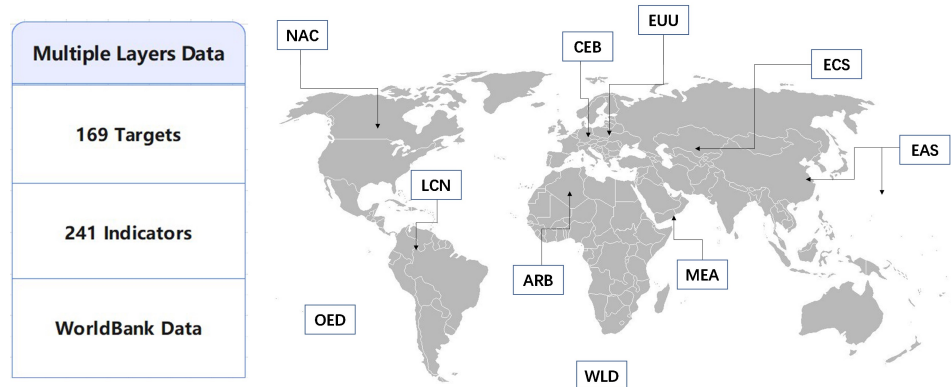 Multiple Layers Data
169 Targets
241 Indicators
WorldBank Data
NAC
CEB
EUU
ECS
EAS
LCN
ARB
MEA
OED
WLD